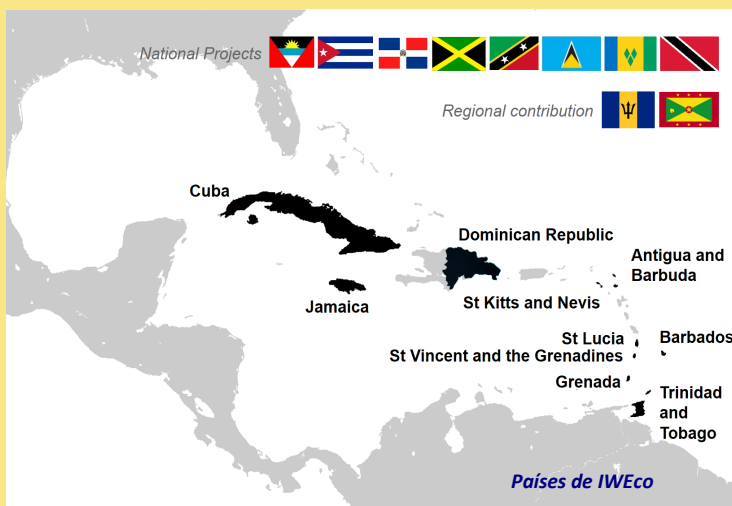 National Projects
Regional contribution
Cuba
Dominican Republic
Antigua and
Barbuda
Jamaica
St Kitts and Nevis
St Lucia
Barbados
St Vincent and the Grenadines
Grenada
Trinidad
and
Tobago
Países de IWEco